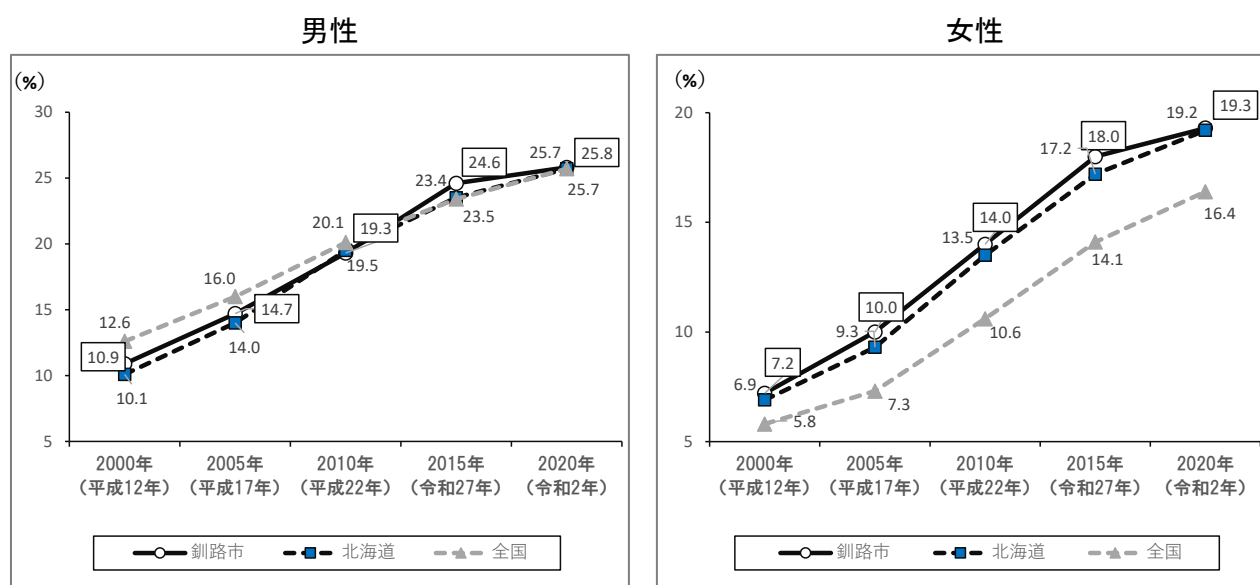 男性
(%)
30
25
20
15
10
5
12.6
10.9
10.1
16.0
14.7
14.0
20.1
19.3
19.5
23.4
24.6
23.5
25.7
25.8
25.7
2000年
(平成12年)
2005年
(平成17年)
2010年
(平成22年)
2015年
(令和27年)
2020年
(令和2年)
釧路市 北海道 全国
女性
(%)
20
15
10
5
6.9
7.2
5.8
9.3
10.0
7.3
13.5
14.0
10.6
17.2
18.0
14.1
19.2
19.3
16.4
2000年
(平成12年)
2005年
(平成17年)
2010年
(平成22年)
2015年
(令和27年)
2020年
(令和2年)
釧路市 北海道 全国